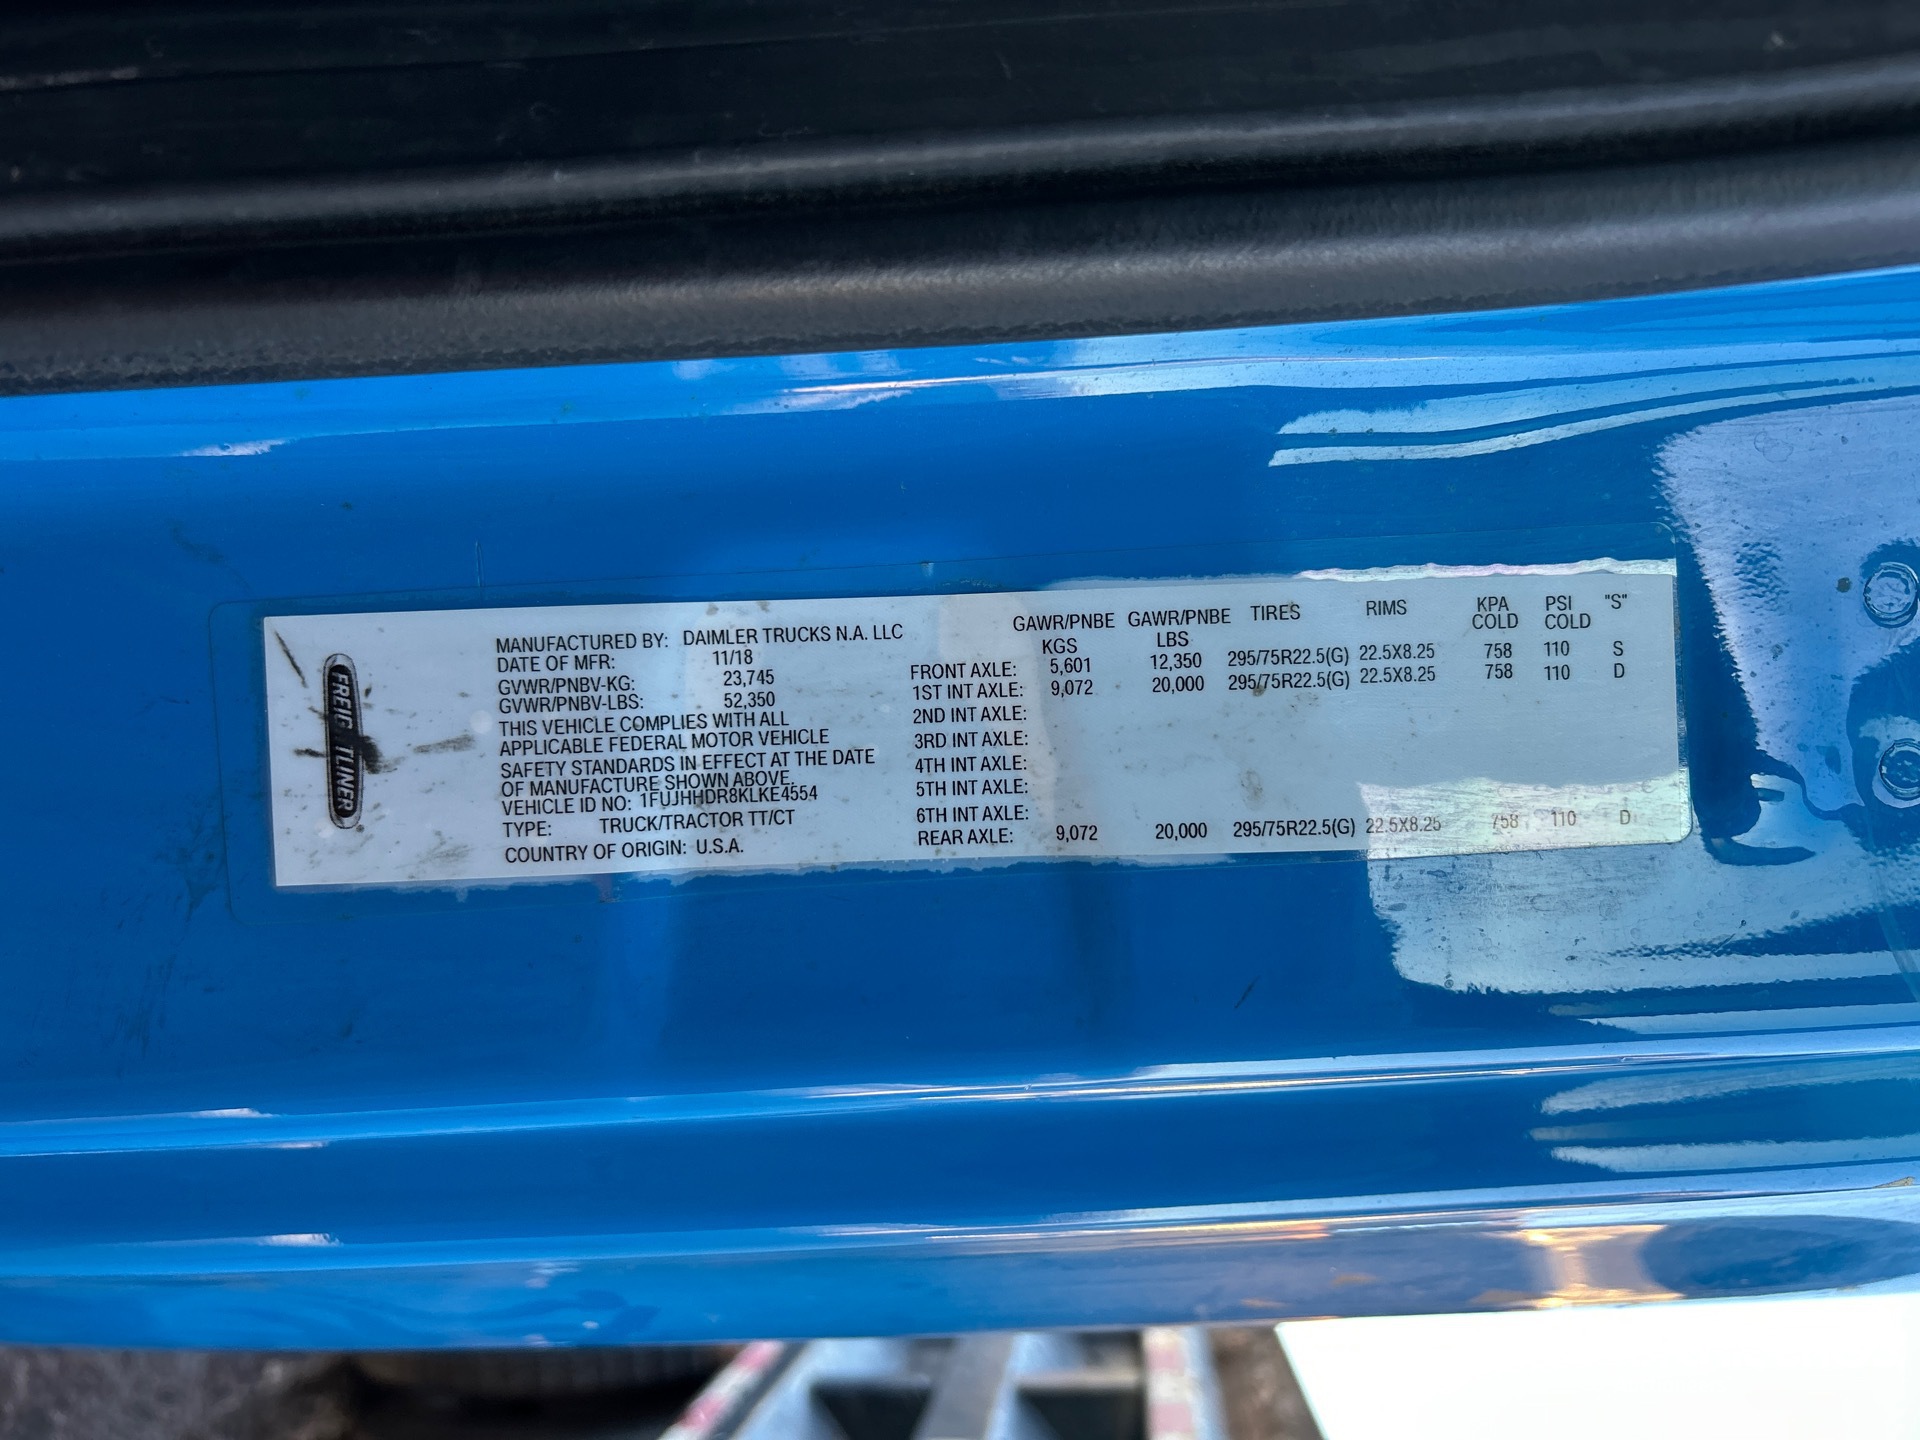 FREIG TLINER
MANUFACTURED BY: DAIMLER TRUCKS N.A. LLC
DATE OF MFR: 11/18
GVWR/PNBV-KG: 23,745
GVWR/PNBV-LBS: 52,350
THIS VEHICLE COMPLIES WITH ALL
APPLICABLE FEDERAL MOTOR VEHICLE
SAFETY STANDARDS IN EFFECT AT THE DATE
OF MANUFACTURE SHOWN ABOVE.
VEHICLE ID NO: 1FUJHHDR8KLKE4554
TYPE: TRUCK/TRACTOR TT/CT
COUNTRY OF ORIGIN: U.S.A.
GAWR/PNBE GAWR/PNBE TIRES RIMS KPA PSI "S"
KGS LBS COLD COLD
FRONT AXLE: 5,601 12,350 295/75R22.5(G) 22.5X8.25 758 110 S
1ST INT AXLE: 9,072 20,000 295/75R22.5(G) 22.5X8.25 758 110 D
2ND INT AXLE:
3RD INT AXLE:
4TH INT AXLE:
5TH INT AXLE:
6TH INT AXLE:
REAR AXLE: 9,072 20,000 295/75R22.5(G) 22.5X8.25 758 110 D